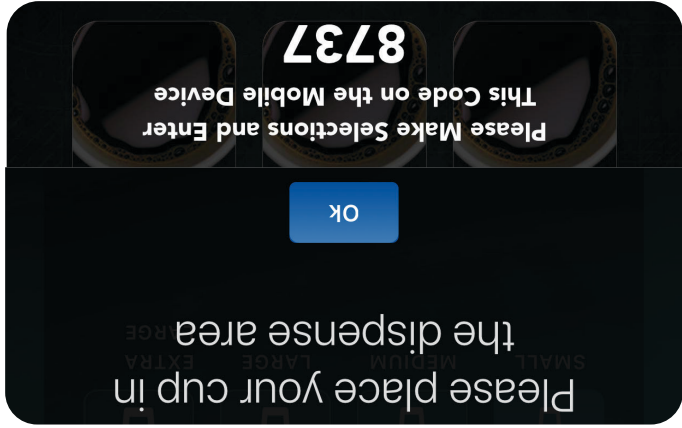 Please place your cup in
SMALL MEDIUM LARGE EXTRA LARGE
the dispense area
Ok
Please Make Selections and Enter
This Code on the Mobile Device
8737